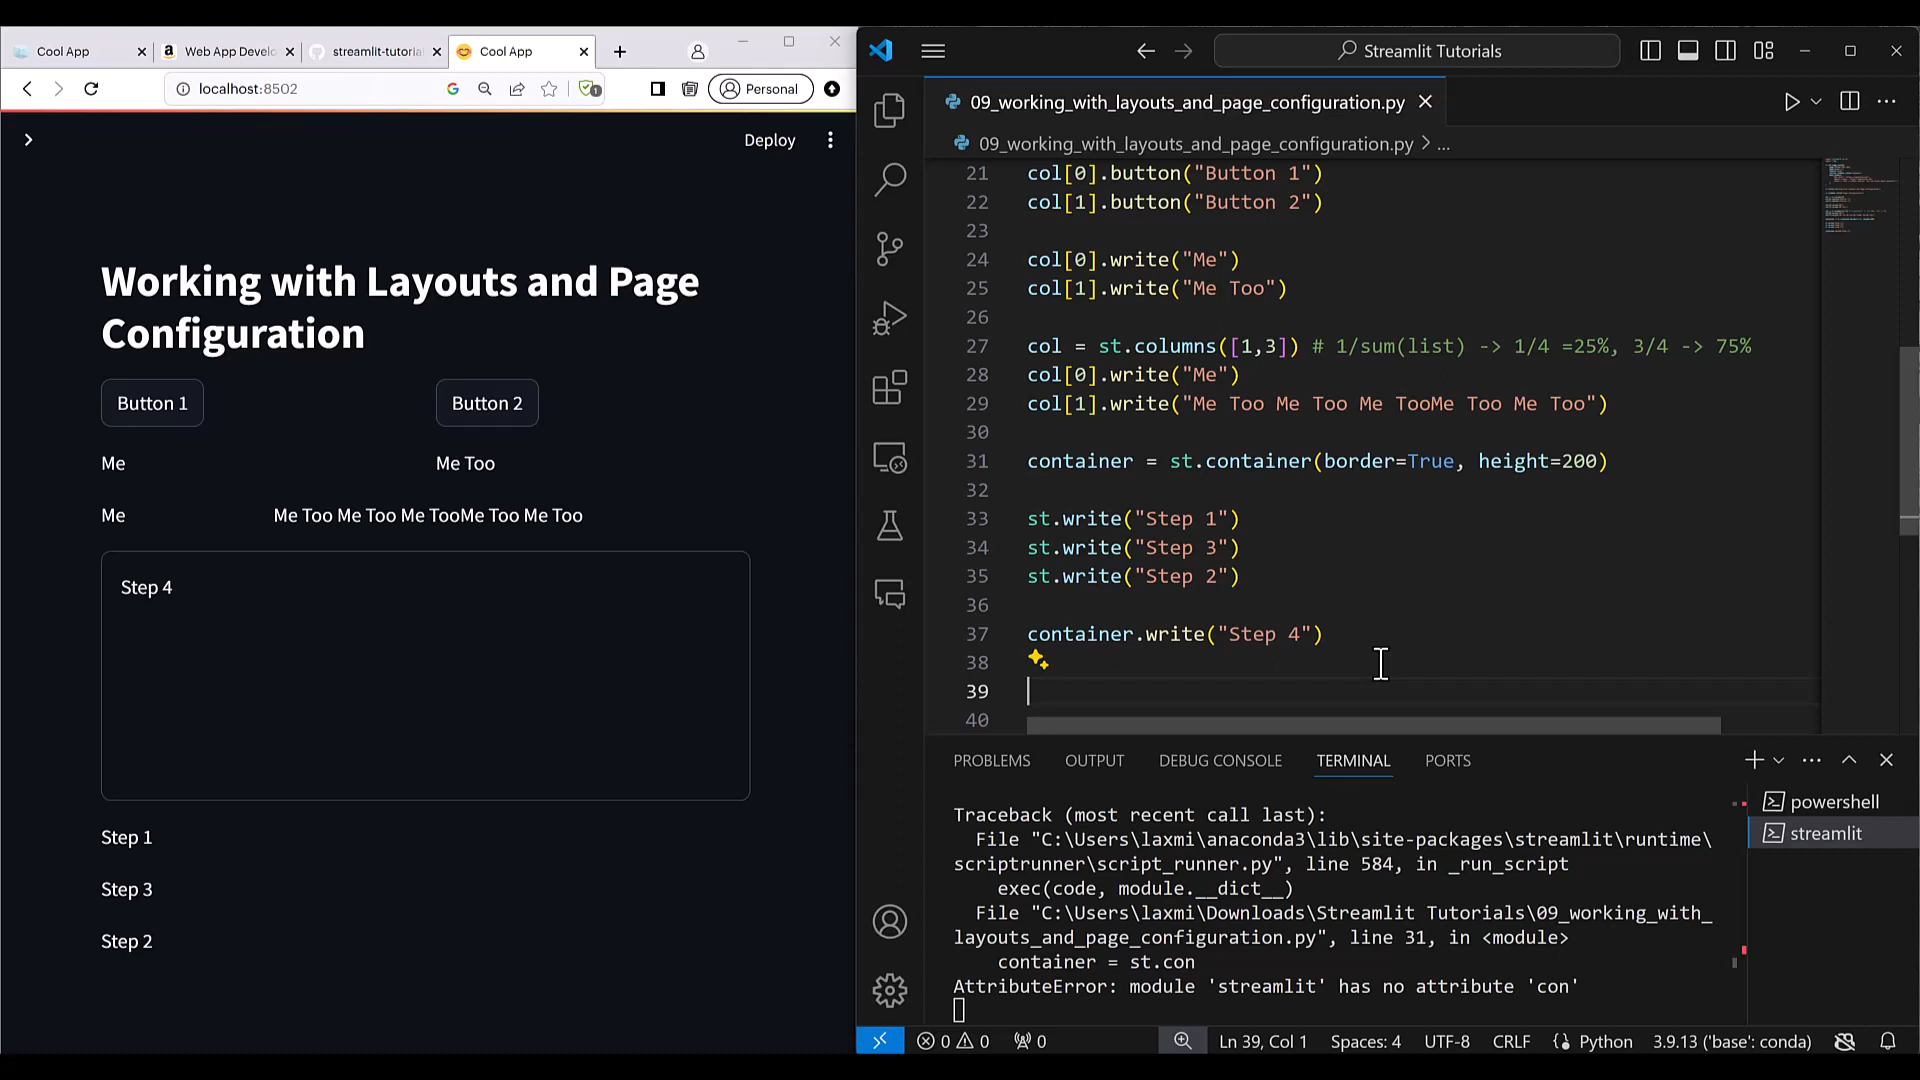 Cool App
Web App Develo
streamlit-tutoria
Cool App
localhost:8502
Personal
Deploy
Working with Layouts and Page
Configuration
Button 1
Button 2
Me
Me Too
Me
Me Too Me Too Me TooMe Too Me Too
Step 4
Step 1
Step 3
Step 2
Streamlit Tutorials
09_working_with_layouts_and_page_configuration.py
09_working_with_layouts_and_page_configuration.py > ...
21 col[0].button("Button 1")
22 col[1].button("Button 2")
23
24 col[0].write("Me")
25 col[1].write("Me Too")
26
27 col = st.columns([1,3]) # 1/sum(list) -> 1/4 =25%, 3/4 -> 75%
28 col[0].write("Me")
29 col[1].write("Me Too Me Too Me TooMe Too Me Too")
30
31 container = st.container(border=True, height=200)
32
33 st.write("Step 1")
34 st.write("Step 3")
35 st.write("Step 2")
36
37 container.write("Step 4")
38
39
40
PROBLEMS OUTPUT DEBUG CONSOLE TERMINAL PORTS
Traceback (most recent call last):
File "C:\Users\laxmi\anaconda3\lib\site-packages\streamlit\runtime\
scriptrunner\script_runner.py", line 584, in _run_script
exec(code, module.__dict__)
File "C:\Users\laxmi\Downloads\Streamlit Tutorials\09_working_with_
layouts_and_page_configuration.py", line 31, in <module>
container = st.con
AttributeError: module 'streamlit' has no attribute 'con'
powershell
streamlit
0 0 0 Ln 39, Col 1 Spaces: 4 UTF-8 CRLF Python 3.9.13 ('base': conda)